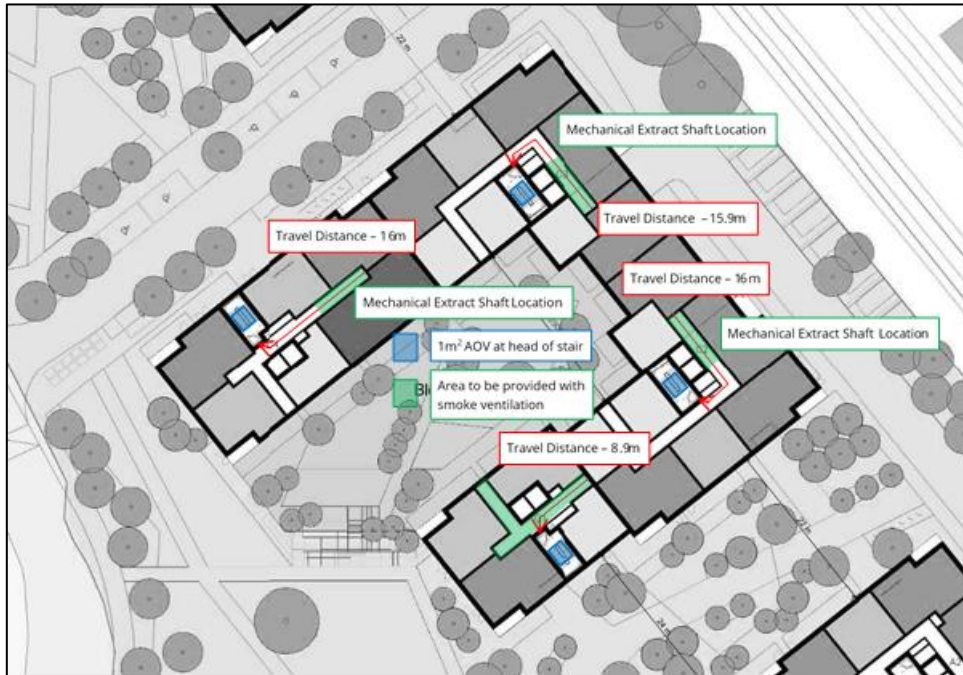 22 m
Mechanical Extract Shaft Location
Travel Distance – 15.9m
Travel Distance – 16m
Travel Distance – 16m
Mechanical Extract Shaft Location
Mechanical Extract Shaft Location
1m² AOV at head of stair
Area to be provided with
smoke ventilation
Bl
Travel Distance – 8.9m
24 m